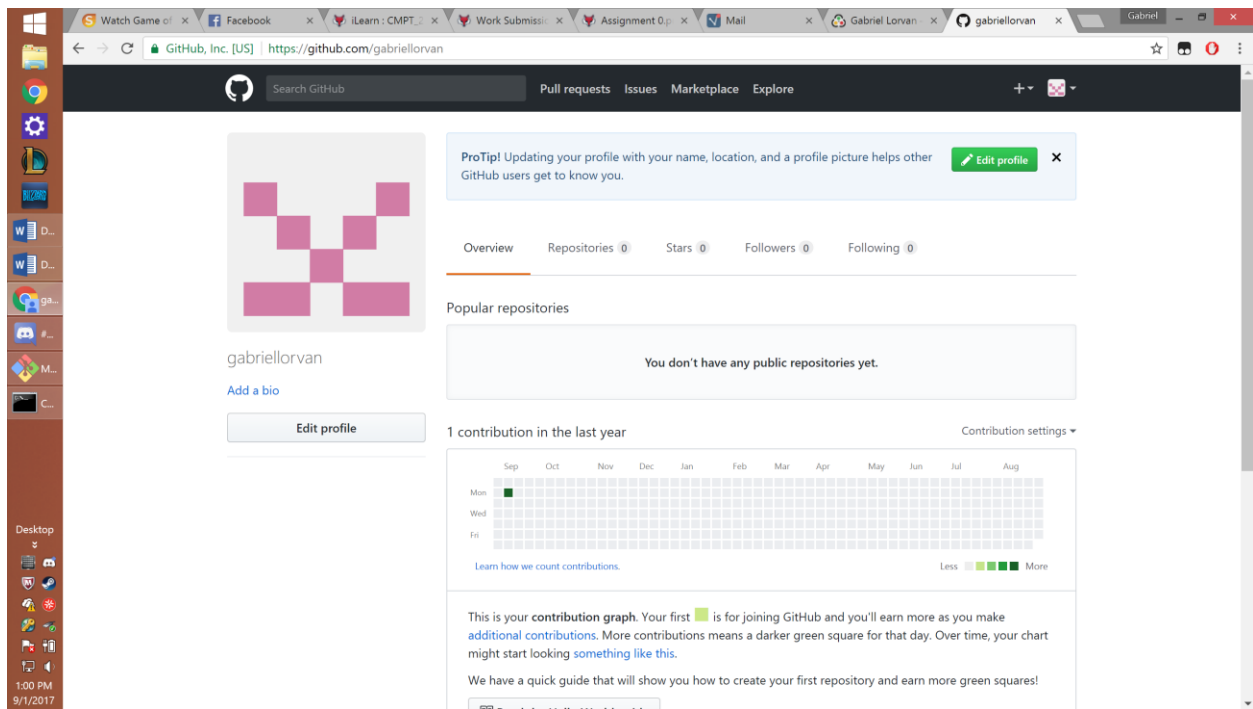 Watch Game of
Facebook
iLearn : CMPT_2
Work Submissic
Assignment 0.p
Mail
Gabriel Lorvan -
gabriellorvan
Gabriel
GitHub, Inc. [US]
https://github.com/gabriellorvan
Search GitHub
Pull requests Issues Marketplace Explore
ProTip! Updating your profile with your name, location, and a profile picture helps other
GitHub users get to know you.
Edit profile
Overview Repositories 0 Stars 0 Followers 0 Following 0
Popular repositories
You don't have any public repositories yet.
gabriellorvan
Add a bio
Edit profile
1 contribution in the last year
Contribution settings
Sep Oct Nov Dec Jan Feb Mar Apr May Jun Jul Aug
Mon
Wed
Fri
Learn how we count contributions.
Less More
This is your contribution graph. Your first is for joining GitHub and you'll earn more as you make
additional contributions. More contributions means a darker green square for that day. Over time, your chart
might start looking something like this.
We have a quick guide that will show you how to create your first repository and earn more green squares!
BLIZZARD
W D...
W D...
ga...
#...
M...
C...
Desktop
1:00 PM
9/1/2017